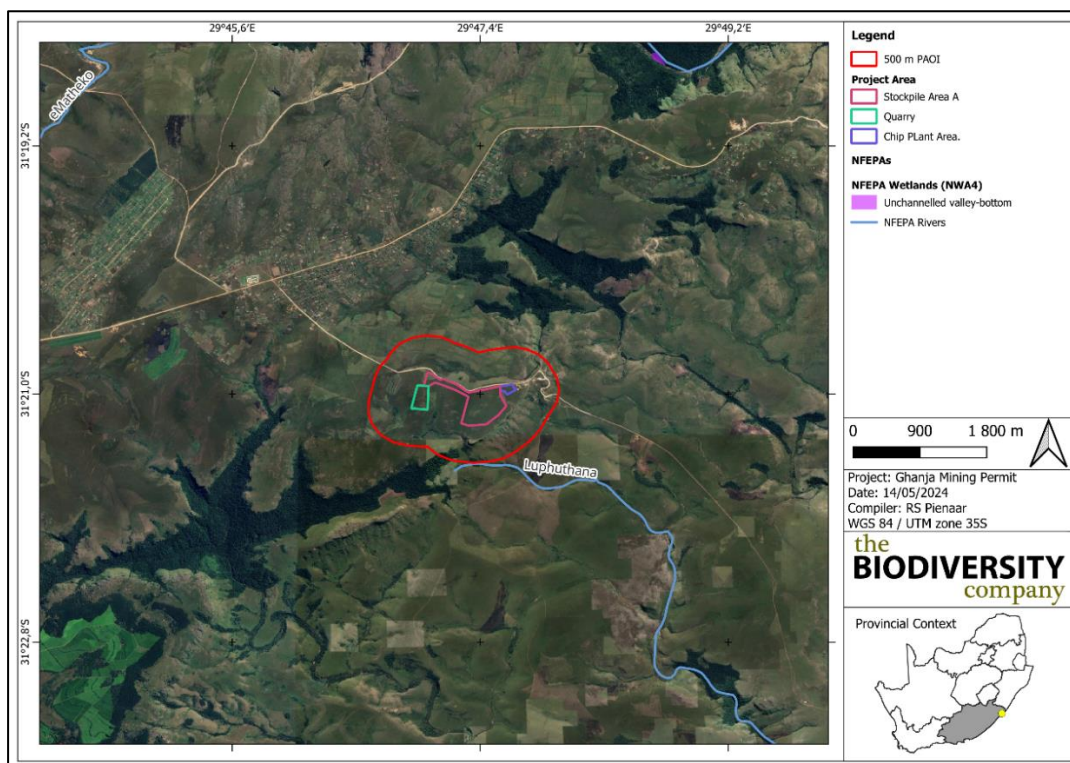 29°45,6'E
29°47,4'E
29°49,2'E
31°19,2'S
31°21,0'S
31°22,8'S
eMatheko
Luphuthana
Legend
500 m PAOI
Project Area
Stockpile Area A
Quarry
Chip PLant Area.
NFEPAs
NFEPA Wetlands (NWA4)
Unchannelled valley-bottom
NFEPA Rivers
0 900 1 800 m
Project: Ghanja Mining Permit
Date: 14/05/2024
Compiler: RS Pienaar
WGS 84 / UTM zone 35S
the
BIODIVERSITY
company
Provincial Context